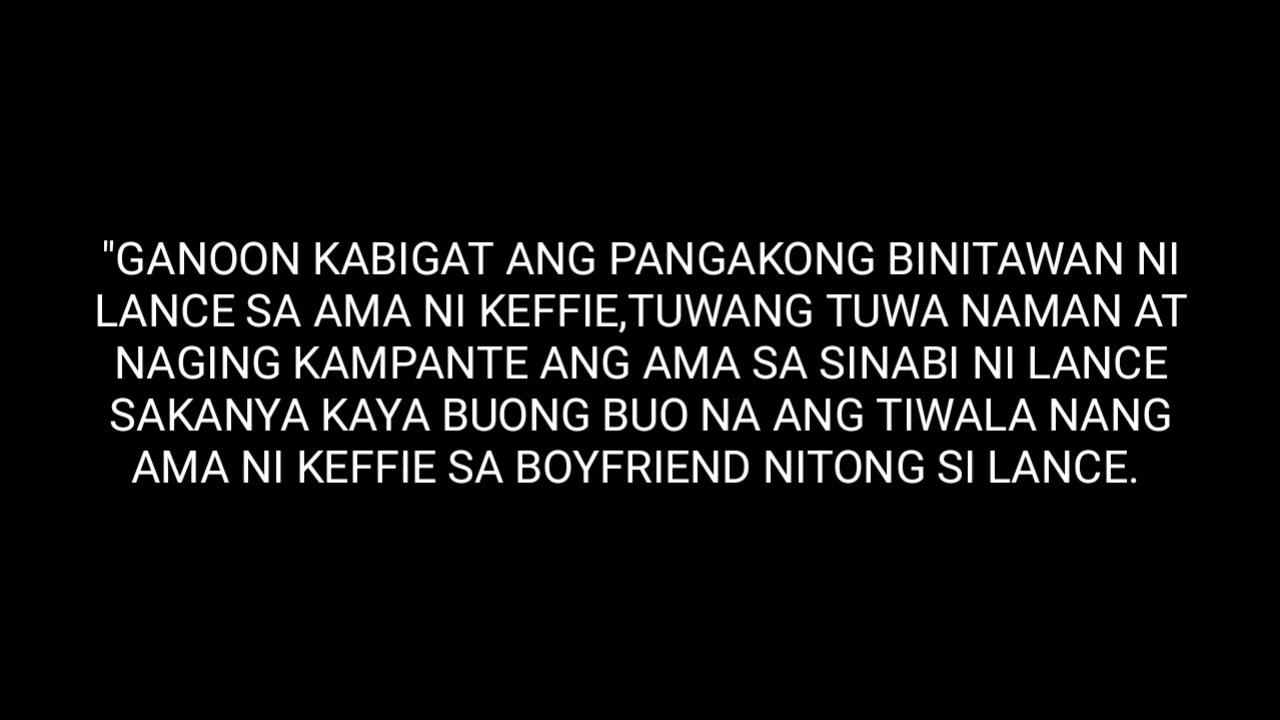 "GANOON KABIGAT ANG PANGAKONG BINITAWAN NI
LANCE SA AMA NI KEFFIE,TUWANG TUWA NAMAN AT
NAGING KAMPANTE ANG AMA SA SINABI NI LANCE
SAKANYA KAYA BUONG BUO NA ANG TIWALA NANG
AMA NI KEFFIE SA BOYFRIEND NITONG SI LANCE.